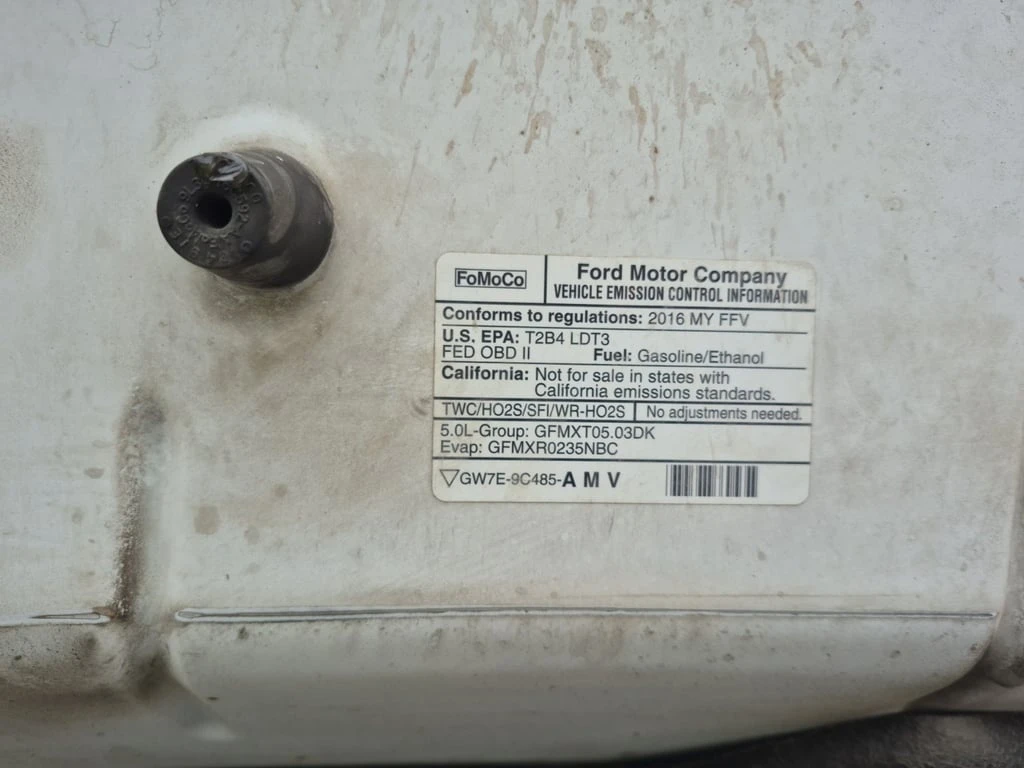 FoMoCo
Ford Motor Company
VEHICLE EMISSION CONTROL INFORMATION
Conforms to regulations: 2016 MY FFV
U.S. EPA: T2B4 LDT3
FED OBD II Fuel: Gasoline/Ethanol
California: Not for sale in states with
California emissions standards.
TWC/HO2S/SFI/WR-HO2S No adjustments needed.
5.0L-Group: GFMXT05.03DK
Evap: GFMXR0235NBC
GW7E-9C485-A M V